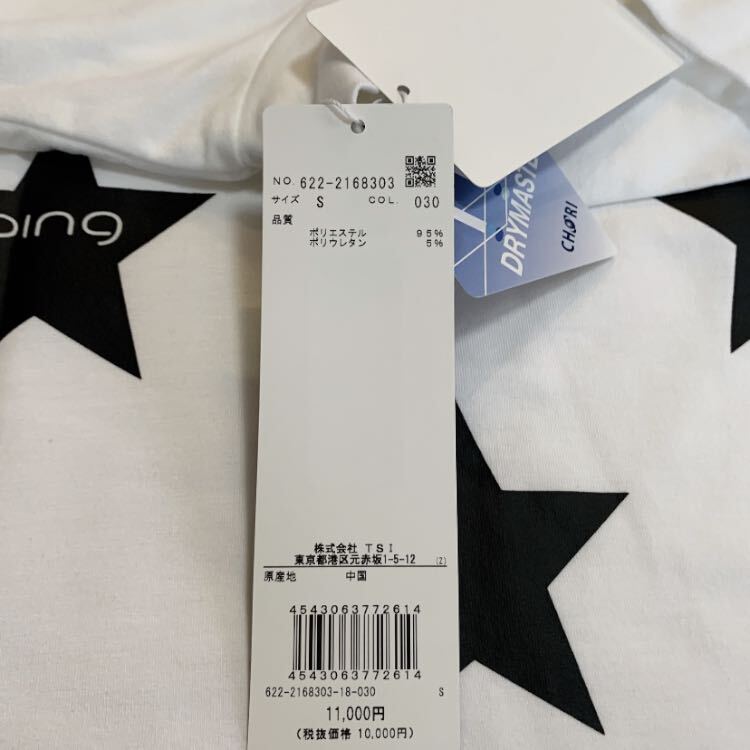 NO. 622-2168303
サイズ S COL. 030
品質
ポリエステル 95%
ポリウレタン 5%
株式会社 TSI
東京都港区元赤坂1-5-12 (Z)
原産地 中国
4543063772614
4543063772614
622-2168303-18-030 S
11,000円
(税抜価格 10,000円)
CHORI
ping